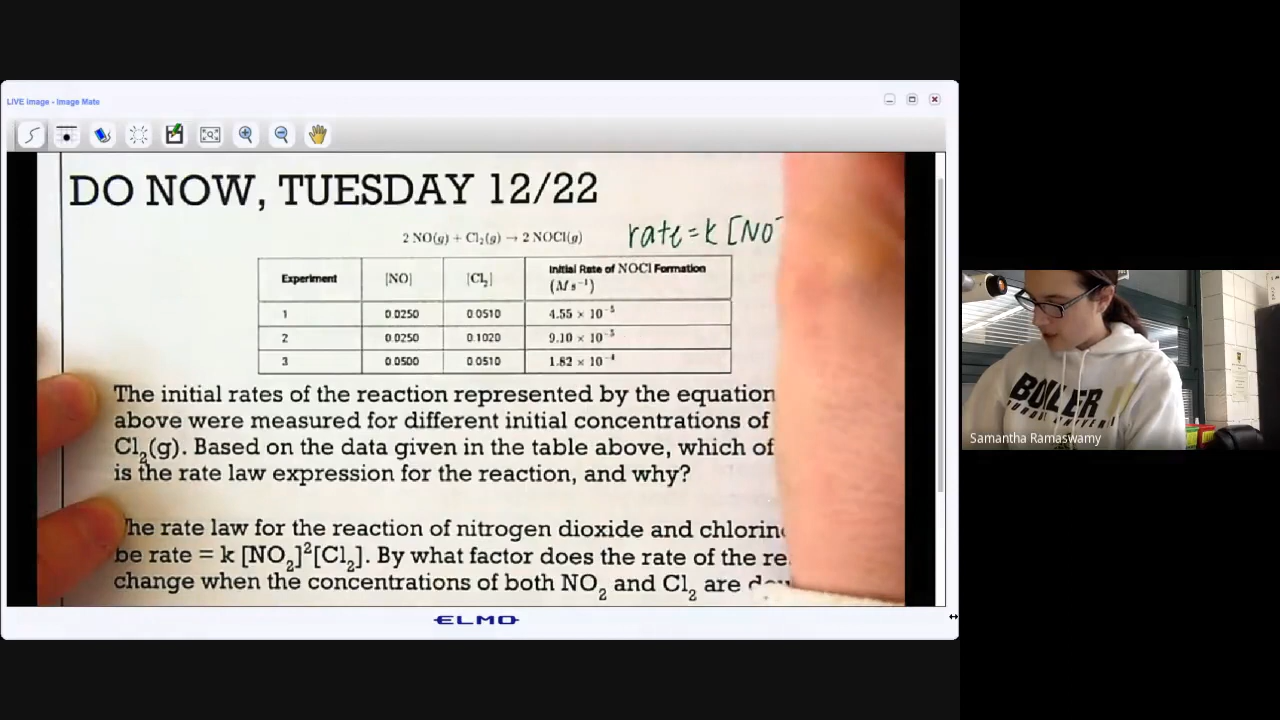 LIVE image - Image Mate
DO NOW, TUESDAY 12/22
2 NO(g) + Cl₂(g) → 2 NOCl(g)
rate = k [NO
Experiment [NO] [Cl₂] Initial Rate of NOCl Formation (M s⁻¹)
1 0.0250 0.0510 4.55 × 10⁻⁵
2 0.0250 0.1020 9.10 × 10⁻⁵
3 0.0500 0.0510 1.82 × 10⁻⁴
The initial rates of the reaction represented by the equation
above were measured for different initial concentrations of
Cl₂(g). Based on the data given in the table above, which of
is the rate law expression for the reaction, and why?
The rate law for the reaction of nitrogen dioxide and chlorin
be rate = k [NO₂]²[Cl₂]. By what factor does the rate of the re
change when the concentrations of both NO₂ and Cl₂ are
ELMO
BOILER
Samantha Ramaswamy